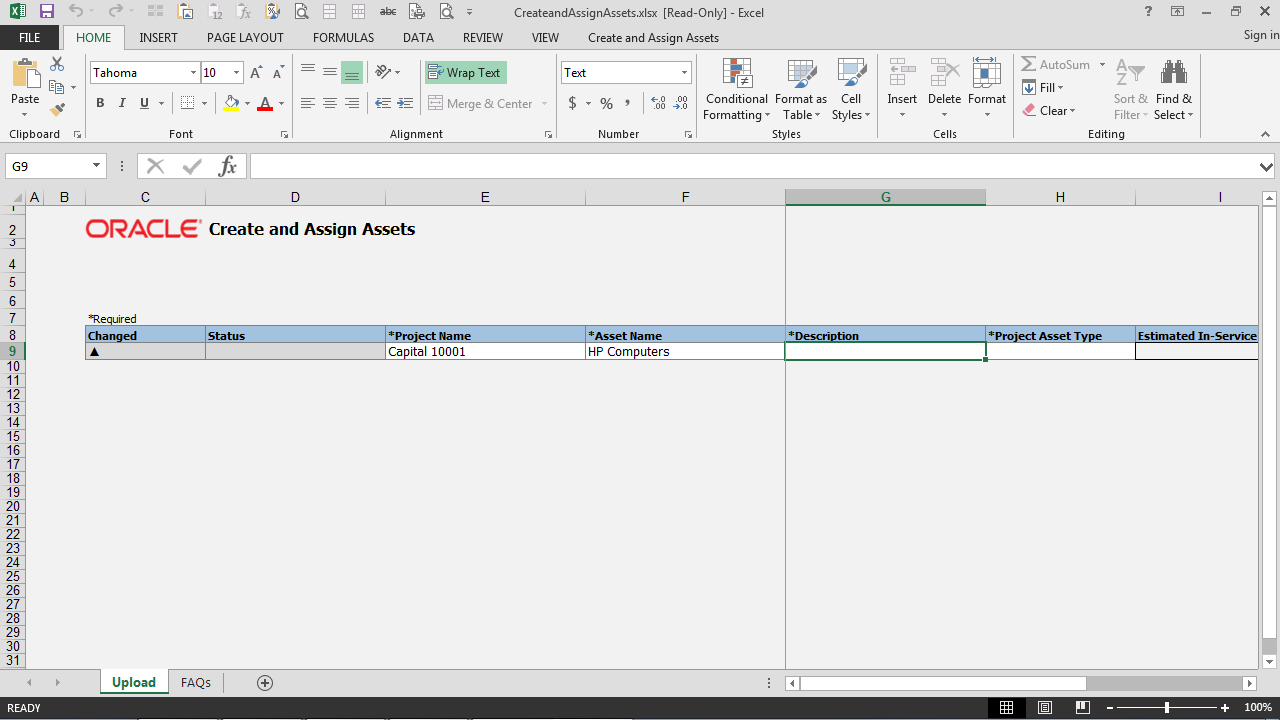 CreateandAssignAssets.xlsx [Read-Only] - Excel
FILE HOME INSERT PAGE LAYOUT FORMULAS DATA REVIEW VIEW Create and Assign Assets Sign in
Paste
Clipboard
Tahoma 10
B I U
Font
Wrap Text
Merge & Center
Alignment
Text
$ % ,
Number
Conditional Formatting
Format as Table
Cell Styles
Styles
Insert Delete Format
Cells
AutoSum
Fill
Clear
Sort & Filter
Find & Select
Editing
G9 fx
A B C D E F G H I
1
2 ORACLE Create and Assign Assets
3
4
5
6
7 *Required
8 Changed Status *Project Name *Asset Name *Description *Project Asset Type Estimated In-Service
9 ▲ Capital 10001 HP Computers
10
11
12
13
14
15
16
17
18
19
20
21
22
23
24
25
26
27
28
29
30
31
Upload FAQs
READY 100%